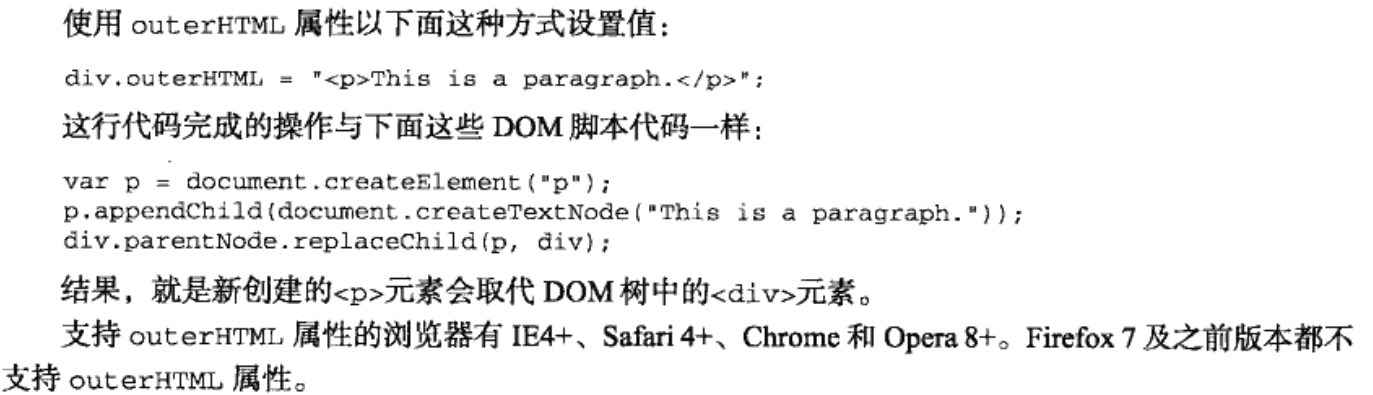 使用 outerHTML 属性以下面这种方式设置值：
div.outerHTML = "<p>This is a paragraph.</p>";
这行代码完成的操作与下面这些 DOM 脚本代码一样：
var p = document.createElement("p");
p.appendChild(document.createTextNode("This is a paragraph."));
div.parentNode.replaceChild(p, div);
结果，就是新创建的<p>元素会取代 DOM 树中的<div>元素。
支持 outerHTML 属性的浏览器有 IE4+、Safari 4+、Chrome 和 Opera 8+。Firefox 7 及之前版本都不
支持 outerHTML 属性。